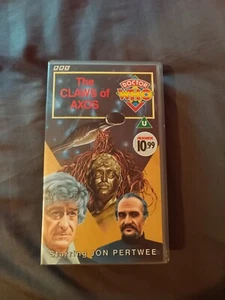 BBC
The
CLAWS of
AXOS
DOCTOR
WHO
U
10.99
Starring JON PERTWEE